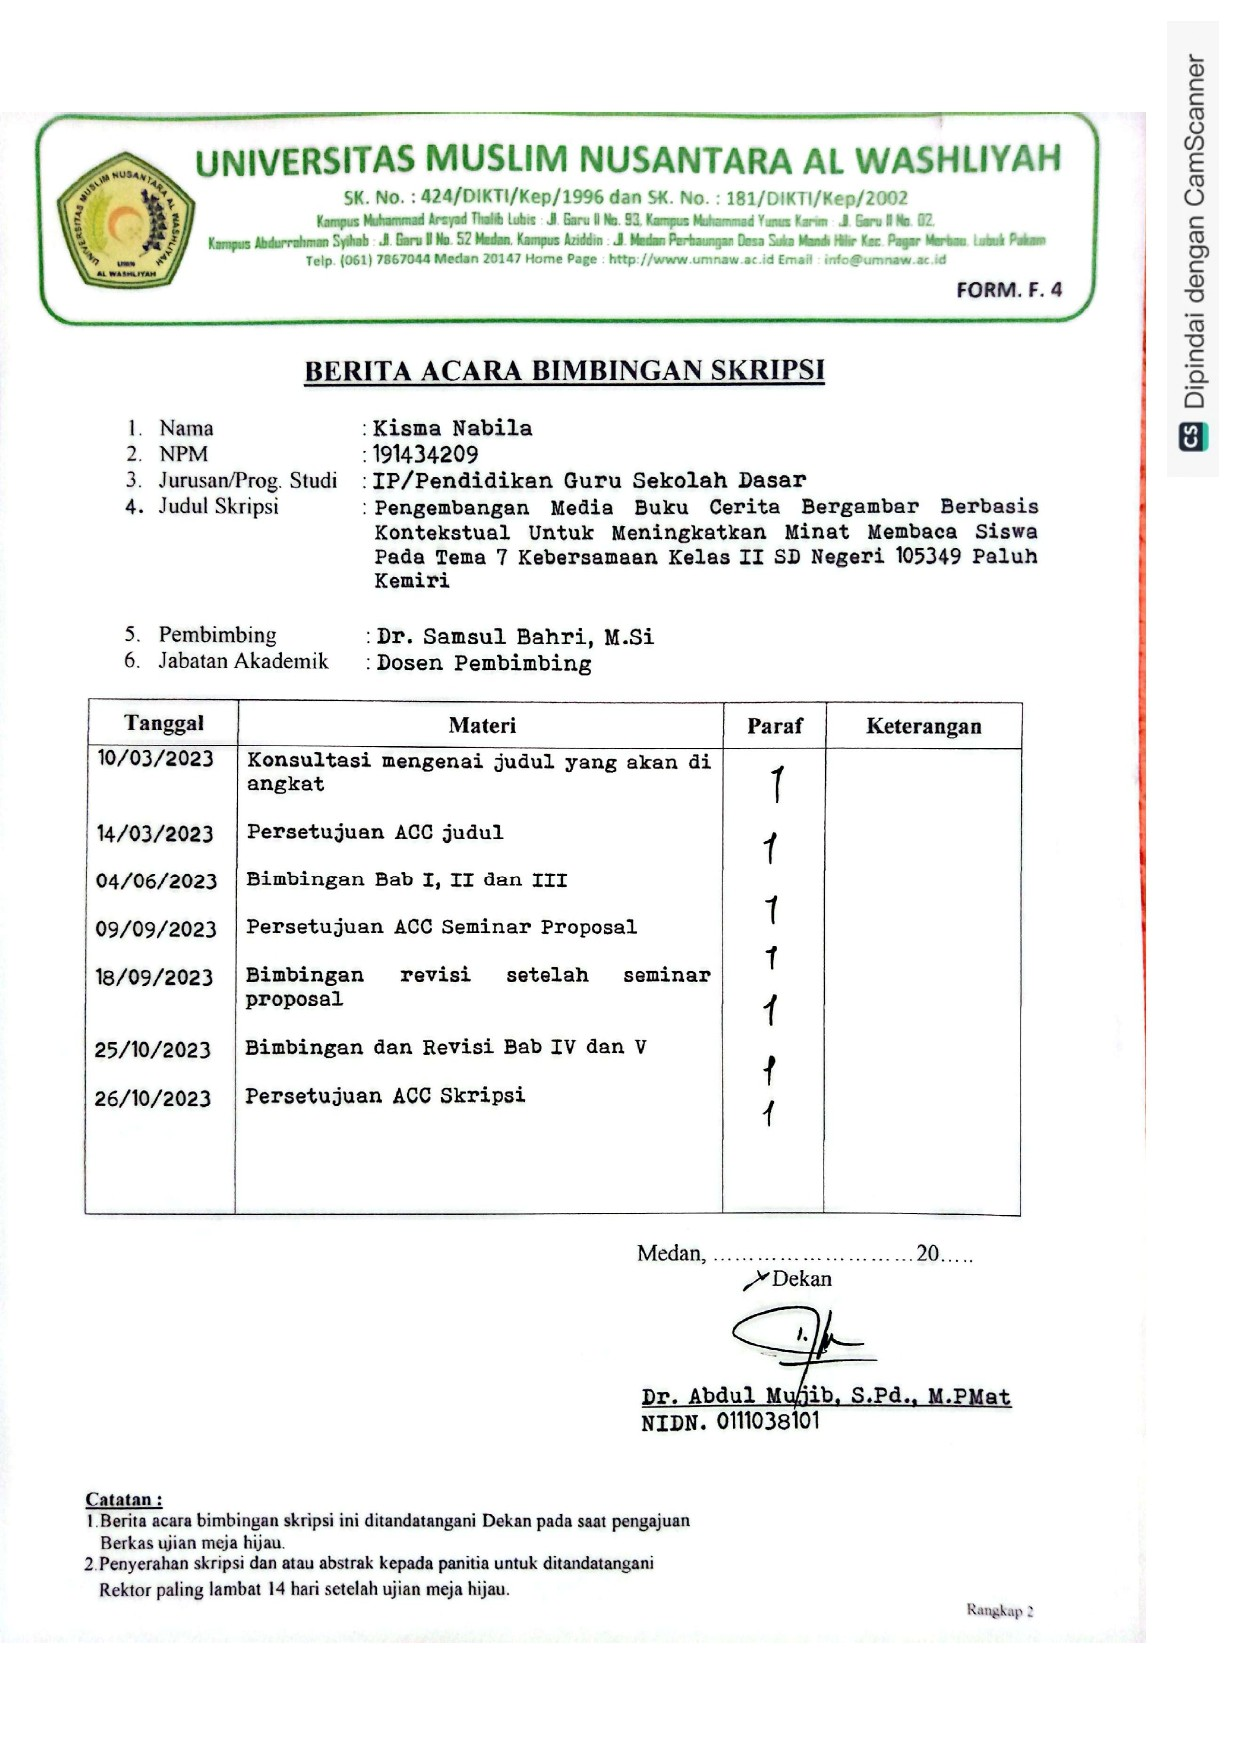 UNIVERSITAS MUSLIM NUSANTARA AL WASHLIYAH
SK. No. : 424/DIKTI/Kep/1996 dan SK. No. : 181/DIKTI/Kep/2002
Kampus Muhammad Arsyad Thalib Lubis : Jl. Garu II No. 93, Kampus Muhammad Yunus Karim : Jl. Garu II No. 02,
Kampus Abdurrahman Syihab : Jl. Garu II No. 52 Medan, Kampus Aziddin : Jl. Medan Perbaungan Desa Suka Mandi Hilir Kec. Pagar Merbau, Lubuk Pakam
Telp. (061) 7867044 Medan 20147 Home Page : http://www.umnaw.ac.id Email : info@umnaw.ac.id
UNIVERSITAS MUSLIM NUSANTARA AL WASHLIYAH
UMN
AL WASHLIYAH
FORM. F. 4
BERITA ACARA BIMBINGAN SKRIPSI
1. Nama : Kisma Nabila
2. NPM : 191434209
3. Jurusan/Prog. Studi : IP/Pendidikan Guru Sekolah Dasar
4. Judul Skripsi : Pengembangan Media Buku Cerita Bergambar Berbasis
Kontekstual Untuk Meningkatkan Minat Membaca Siswa
Pada Tema 7 Kebersamaan Kelas II SD Negeri 105349 Paluh
Kemiri
5. Pembimbing : Dr. Samsul Bahri, M.Si
6. Jabatan Akademik : Dosen Pembimbing
Tanggal Materi Paraf Keterangan
10/03/2023 Konsultasi mengenai judul yang akan di
angkat
14/03/2023 Persetujuan ACC judul
04/06/2023 Bimbingan Bab I, II dan III
09/09/2023 Persetujuan ACC Seminar Proposal
18/09/2023 Bimbingan revisi setelah seminar
proposal
25/10/2023 Bimbingan dan Revisi Bab IV dan V
26/10/2023 Persetujuan ACC Skripsi
Medan, ………………………20…..
Dekan
Dr. Abdul Mujib, S.Pd., M.PMat
NIDN. 0111038101
Catatan :
1.Berita acara bimbingan skripsi ini ditandatangani Dekan pada saat pengajuan
Berkas ujian meja hijau.
2.Penyerahan skripsi dan atau abstrak kepada panitia untuk ditandatangani
Rektor paling lambat 14 hari setelah ujian meja hijau.
Rangkap 2
CS Dipindai dengan CamScanner